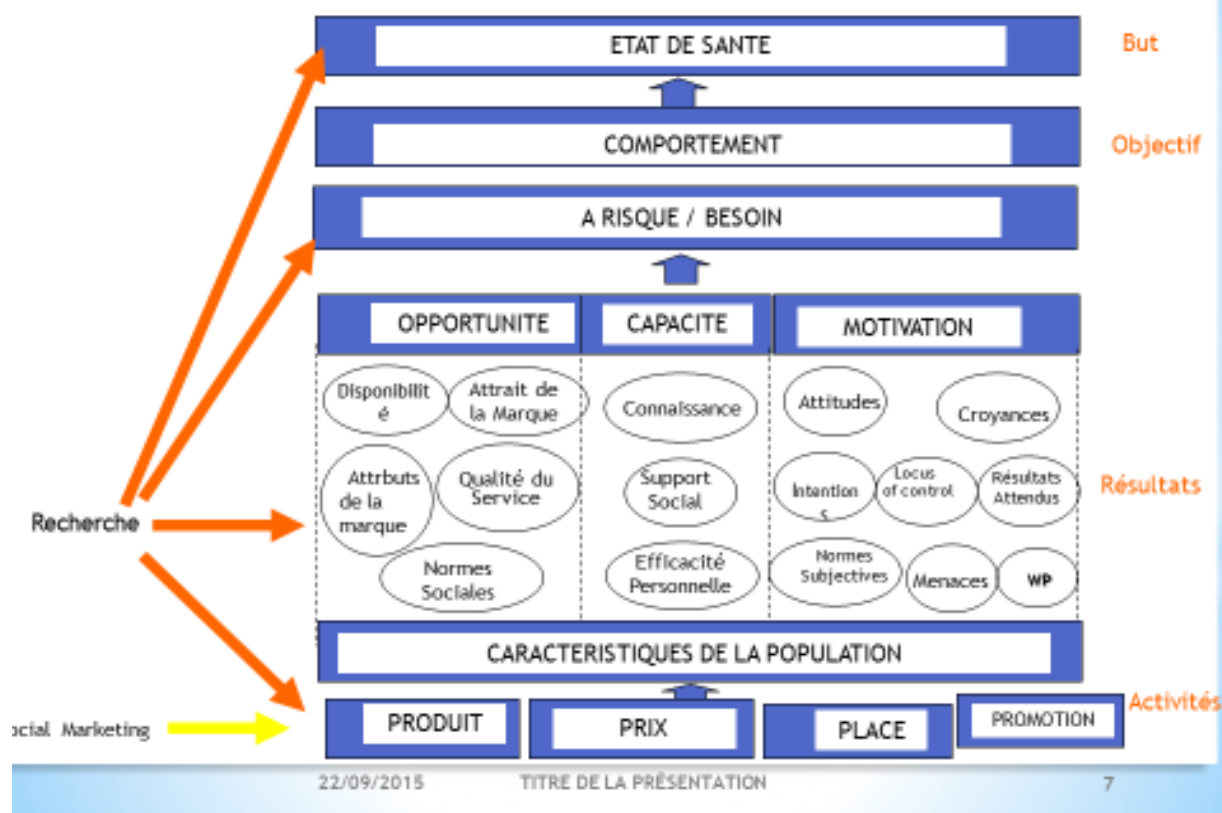 ETAT DE SANTE
But
COMPORTEMENT
Objectif
A RISQUE / BESOIN
OPPORTUNITE
CAPACITE
MOTIVATION
Disponibilit
é
Attrait de
la Marque
Connaissance
Attitudes
Croyances
Attrbuts
de la
marque
Qualité du
Service
Support
Social
Intention
s
Locus
of control
Résultats
Attendus
Résultats
Recherche
Normes
Sociales
Efficacité
Personnelle
Normes
Subjectives
Menaces
WP
CARACTERISTIQUES DE LA POPULATION
Activités
ocial Marketing
PRODUIT
PRIX
PLACE
PROMOTION
22/09/2015
TITRE DE LA PRÉSENTATION
7